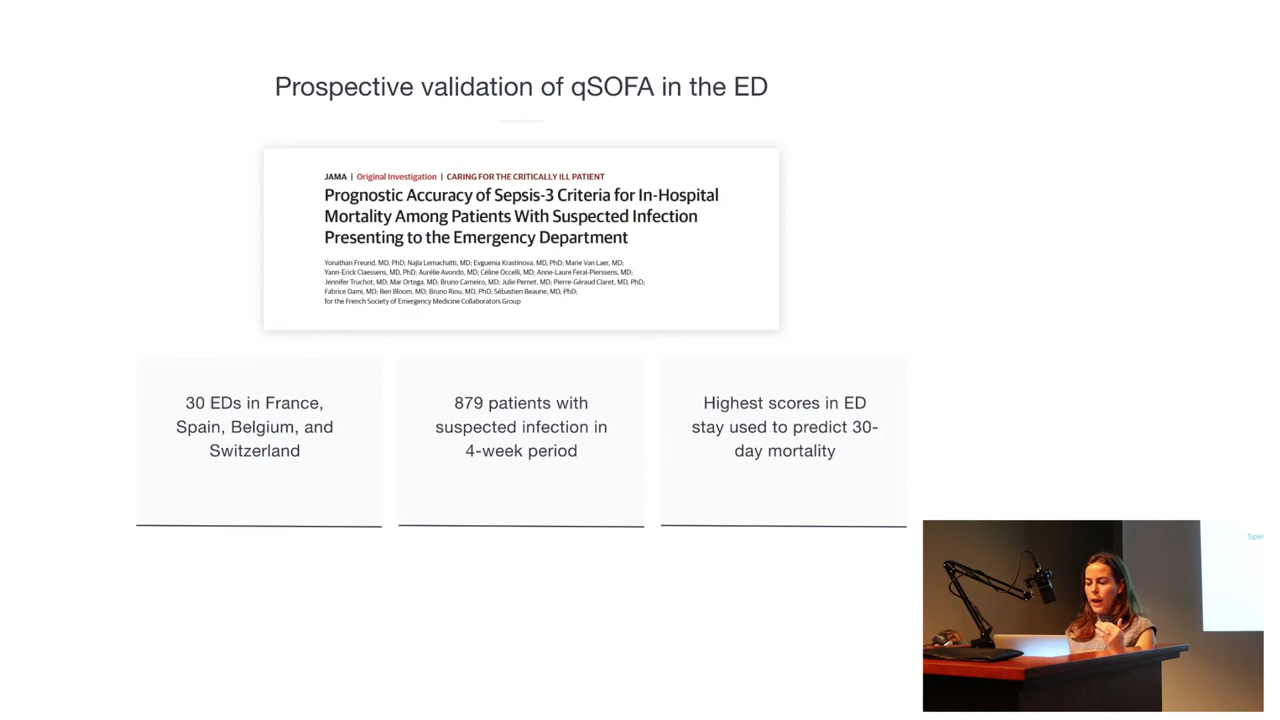 Prospective validation of qSOFA in the ED
JAMA | Original Investigation | CARING FOR THE CRITICALLY ILL PATIENT
Prognostic Accuracy of Sepsis-3 Criteria for In-Hospital
Mortality Among Patients With Suspected Infection
Presenting to the Emergency Department
Yonathan Freund, MD, PhD; Najla Lemachatti, MD; Evguenia Krastinova, MD, PhD; Marie Van Laer, MD;
Yann-Erick Claessens, MD, PhD; Aurélie Avondo, MD; Céline Occelli, MD; Anne-Laure Feral-Pierssens, MD;
Jennifer Truchot, MD; Mar Ortega, MD; Bruno Carneiro, MD; Julie Pernet, MD; Pierre-Géraud Claret, MD, PhD;
Fabrice Dami, MD; Ben Bloom, MD; Bruno Riou, MD, PhD; Sébastien Beaune, MD, PhD;
for the French Society of Emergency Medicine Collaborators Group
30 EDs in France,
Spain, Belgium, and
Switzerland
879 patients with
suspected infection in
4-week period
Highest scores in ED
stay used to predict 30-
day mortality